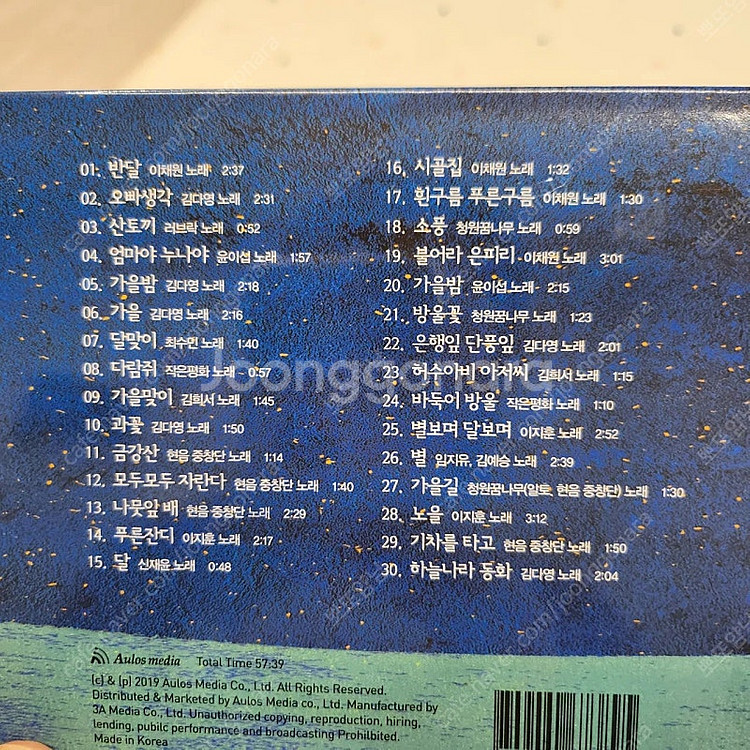 01. 반달 이채원 노래 2:37
02. 오빠생각 김다영 노래 2:31
03. 산토끼 러브락 노래 0:52
04. 엄마야 누나야 윤이섭 노래 1:57
05. 가을밤 김다영 노래 2:18
06. 가을 김다영 노래 2:16
07. 달맞이 최수민 노래 1:40
08. 다람쥐 작은평화 노래 0:57
09. 가을맞이 김희서 노래 1:45
10. 과꽃 김다영 노래 1:50
11. 금강산 현음 중창단 노래 1:14
12. 모두모두 자란다 현음 중창단 노래 1:40
13. 나뭇잎 배 현음 중창단 노래 2:29
14. 푸른잔디 이지훈 노래 2:17
15. 달 신재윤 노래 0:48
16. 시골집 이채원 노래 1:32
17. 흰구름 푸른구름 이채원 노래 1:30
18. 소풍 청원꿈나무 노래 0:59
19. 불어라 은피리 이채원 노래 3:01
20. 가을밤 윤이섭 노래 2:15
21. 방울꽃 청원꿈나무 노래 1:23
22. 은행잎 단풍잎 김다영 노래 2:01
23. 허수아비 아저씨 김희서 노래 1:15
24. 바둑이 방울 작은평화 노래 1:10
25. 별보며 달보며 이지훈 노래 2:52
26. 별 임지유, 김예승 노래 2:39
27. 가을길 청원꿈나무(알토, 현음 중창단) 노래 1:30
28. 노을 이지훈 노래 3:12
29. 기차를 타고 현음 중창단 노래 1:50
30. 하늘나라 동화 김다영 노래 2:04
Joonggonara
Aulos media Total Time 57:39
(c) & (p) 2019 Aulos Media Co., Ltd. All Rights Reserved.
Distributed & Marketed by Aulos Media co., Ltd. Manufactured by
3A Media Co., Ltd. Unauthorized copying, reproduction, hiring,
lending, public performance and broadcasting Prohibited.
Made in Korea